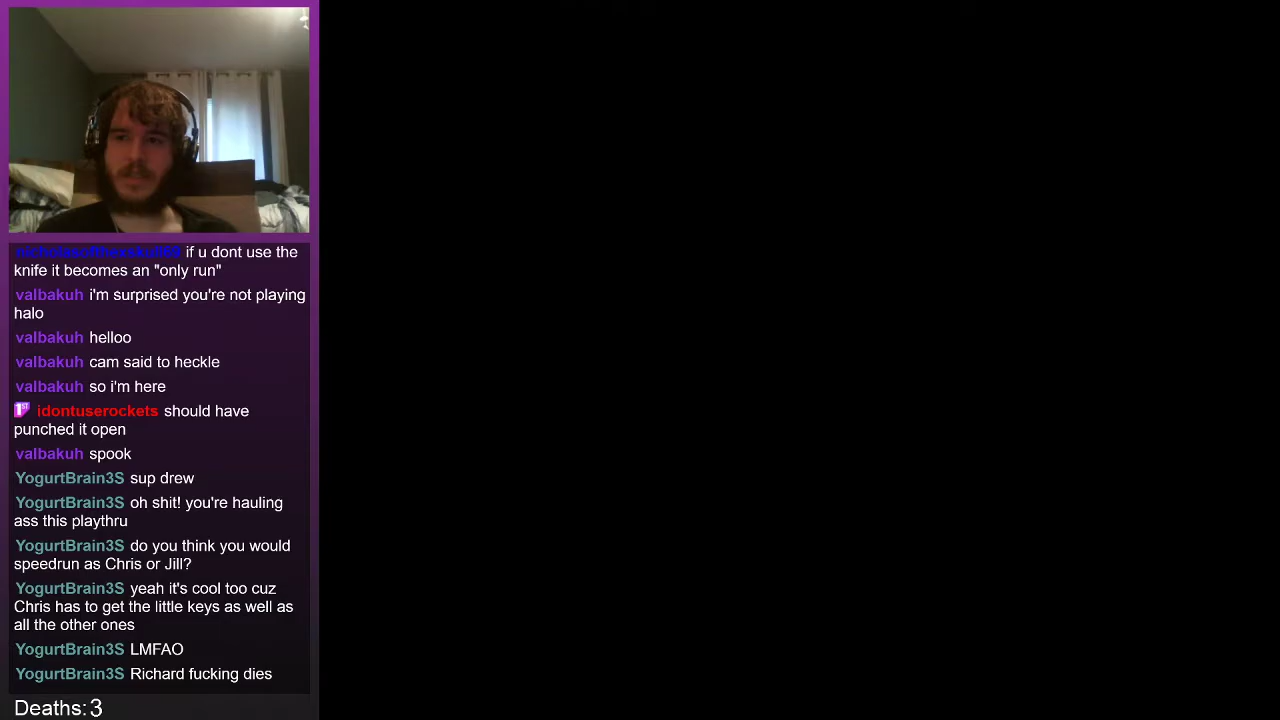 if u dont use the
knife it becomes an "only run"
valbakuh i'm surprised you're not playing
halo
valbakuh helloo
valbakuh cam said to heckle
valbakuh so i'm here
1ST idontuserockets should have
punched it open
valbakuh spook
YogurtBrain3S sup drew
YogurtBrain3S oh shit! you're hauling
ass this playthru
YogurtBrain3S do you think you would
speedrun as Chris or Jill?
YogurtBrain3S yeah it's cool too cuz
Chris has to get the little keys as well as
all the other ones
YogurtBrain3S LMFAO
YogurtBrain3S Richard fucking dies
Deaths:3